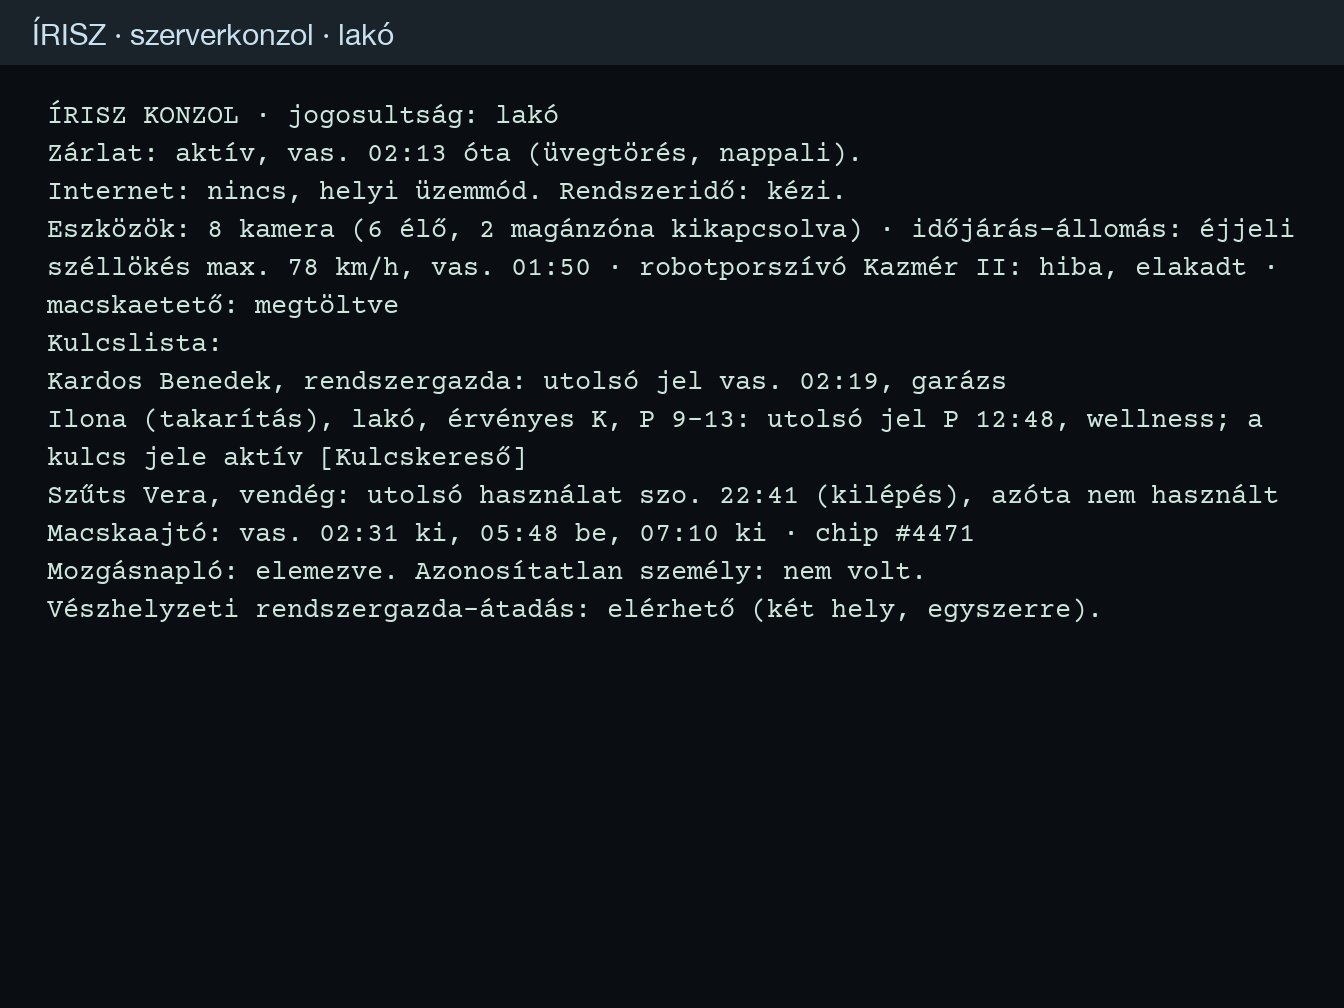 ÍRISZ · szerverkonzol · lakó
ÍRISZ KONZOL · jogosultság: lakó
Zárlat: aktív, vas. 02:13 óta (üvegtörés, nappali).
Internet: nincs, helyi üzemmód. Rendszeridő: kézi.
Eszközök: 8 kamera (6 élő, 2 magánzóna kikapcsolva) · időjárás-állomás: éjjeli
széllökés max. 78 km/h, vas. 01:50 · robotporszívó Kazmér II: hiba, elakadt ·
macskaetető: megtöltve
Kulcslista:
Kardos Benedek, rendszergazda: utolsó jel vas. 02:19, garázs
Ilona (takarítás), lakó, érvényes K, P 9-13: utolsó jel P 12:48, wellness; a
kulcs jele aktív [Kulcskereső]
Szűts Vera, vendég: utolsó használat szo. 22:41 (kilépés), azóta nem használt
Macskaajtó: vas. 02:31 ki, 05:48 be, 07:10 ki · chip #4471
Mozgásnapló: elemezve. Azonosítatlan személy: nem volt.
Vészhelyzeti rendszergazda-átadás: elérhető (két hely, egyszerre).